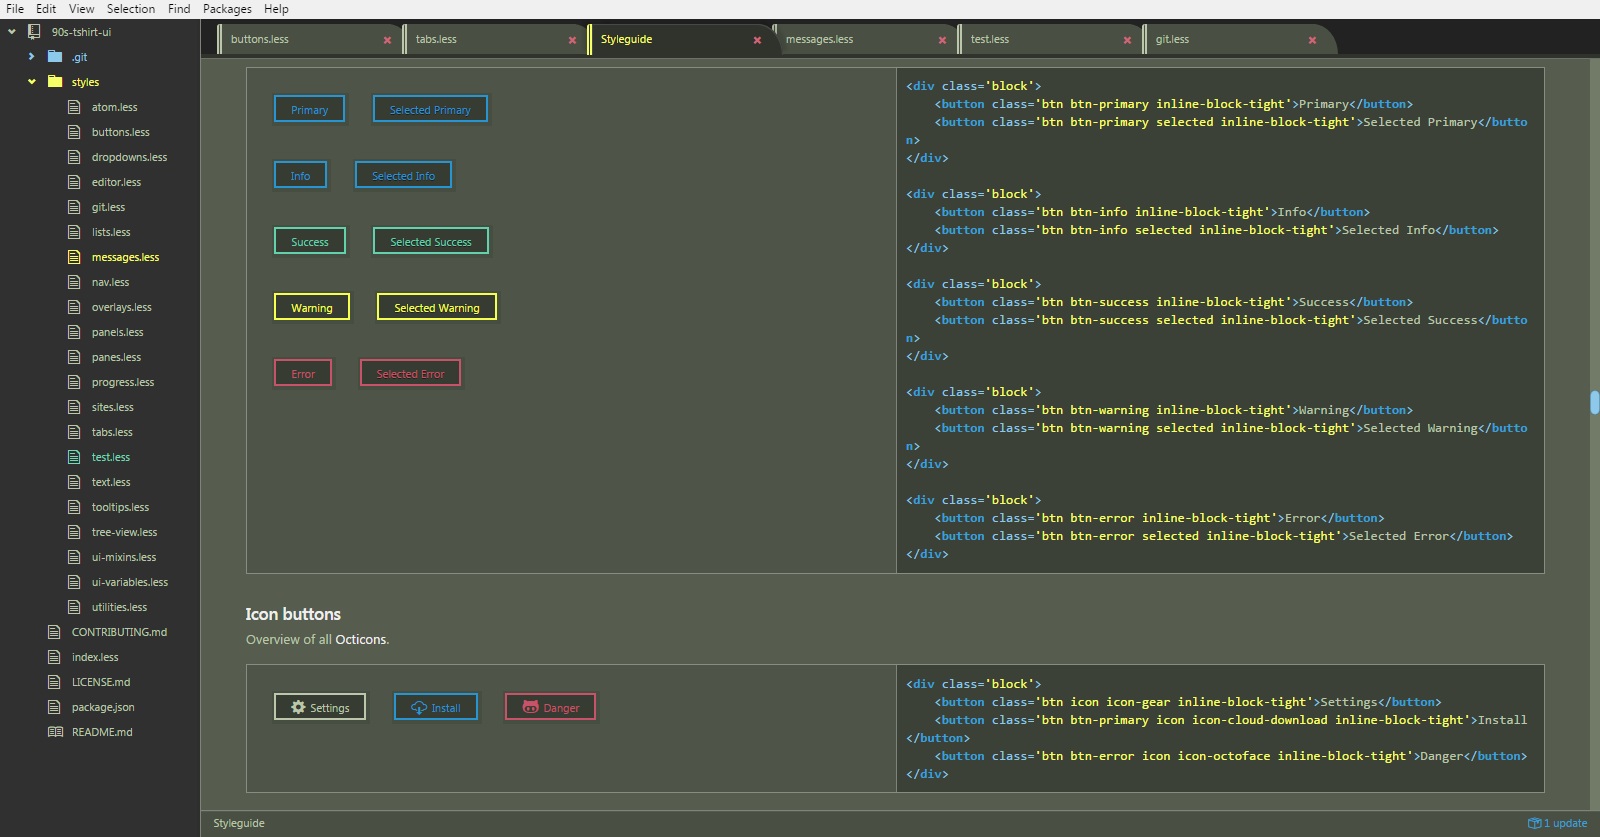 File Edit View Selection Find Packages Help
90s-tshirt-ui
.git
styles
atom.less
buttons.less
dropdowns.less
editor.less
git.less
lists.less
messages.less
nav.less
overlays.less
panels.less
panes.less
progress.less
sites.less
tabs.less
test.less
text.less
tooltips.less
tree-view.less
ui-mixins.less
ui-variables.less
utilities.less
CONTRIBUTING.md
index.less
LICENSE.md
package.json
README.md
buttons.less tabs.less Styleguide messages.less test.less git.less
Primary Selected Primary
Info Selected Info
Success Selected Success
Warning Selected Warning
Error Selected Error
<div class='block'>
    <button class='btn btn-primary inline-block-tight'>Primary</button>
    <button class='btn btn-primary selected inline-block-tight'>Selected Primary</butto
n>
</div>
<div class='block'>
    <button class='btn btn-info inline-block-tight'>Info</button>
    <button class='btn btn-info selected inline-block-tight'>Selected Info</button>
</div>
<div class='block'>
    <button class='btn btn-success inline-block-tight'>Success</button>
    <button class='btn btn-success selected inline-block-tight'>Selected Success</butto
n>
</div>
<div class='block'>
    <button class='btn btn-warning inline-block-tight'>Warning</button>
    <button class='btn btn-warning selected inline-block-tight'>Selected Warning</butto
n>
</div>
<div class='block'>
    <button class='btn btn-error inline-block-tight'>Error</button>
    <button class='btn btn-error selected inline-block-tight'>Selected Error</button>
</div>
Icon buttons
Overview of all Octicons.
Settings Install Danger
<div class='block'>
    <button class='btn icon icon-gear inline-block-tight'>Settings</button>
    <button class='btn btn-primary icon icon-cloud-download inline-block-tight'>Install
</button>
    <button class='btn btn-error icon icon-octoface inline-block-tight'>Danger</button>
</div>
Styleguide
1 update